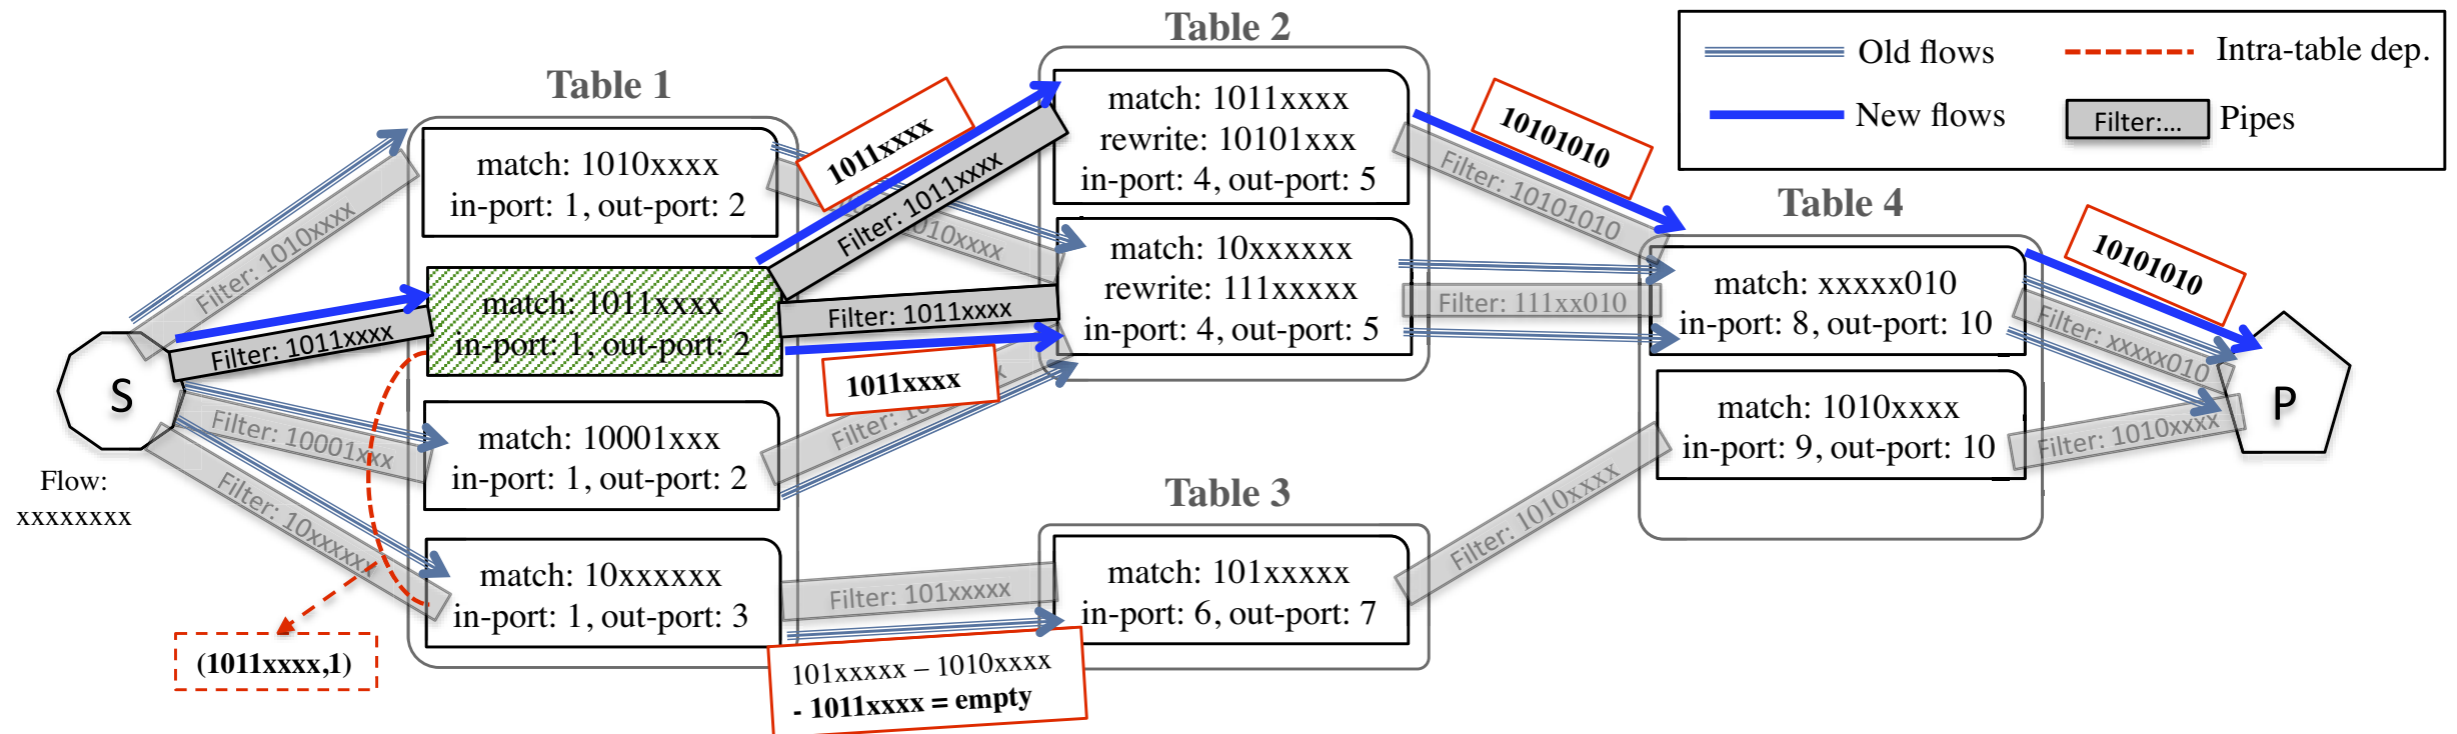 Table 2
Old flows
Intra-table dep.
New flows
Filter:...
Pipes
Table 1
match: 1010xxxx
in-port: 1, out-port: 2
match: 1011xxxx
in-port: 1, out-port: 2
match: 10001xxx
in-port: 1, out-port: 2
match: 10xxxxxx
in-port: 1, out-port: 3
S
Flow:
xxxxxxxx
Filter: 1010xxxx
Filter: 1011xxxx
Filter: 10001xxx
Filter: 10xxxxxx
(1011xxxx,1)
1011xxxx
Filter: 1011xxxx
010xxxx
Filter: 1011xxxx
1011xxxx
Filter: 10
Filter: 101xxxxx
101xxxxx – 1010xxxx
- 1011xxxx = empty
match: 1011xxxx
rewrite: 10101xxx
in-port: 4, out-port: 5
match: 10xxxxxx
rewrite: 111xxxxx
in-port: 4, out-port: 5
Table 3
match: 101xxxxx
in-port: 6, out-port: 7
10101010
Filter: 10101010
Filter: 111xx010
Filter: 1010xxxx
Table 4
match: xxxxx010
in-port: 8, out-port: 10
match: 1010xxxx
in-port: 9, out-port: 10
10101010
Filter: xxxxx010
Filter: 1010xxxx
P